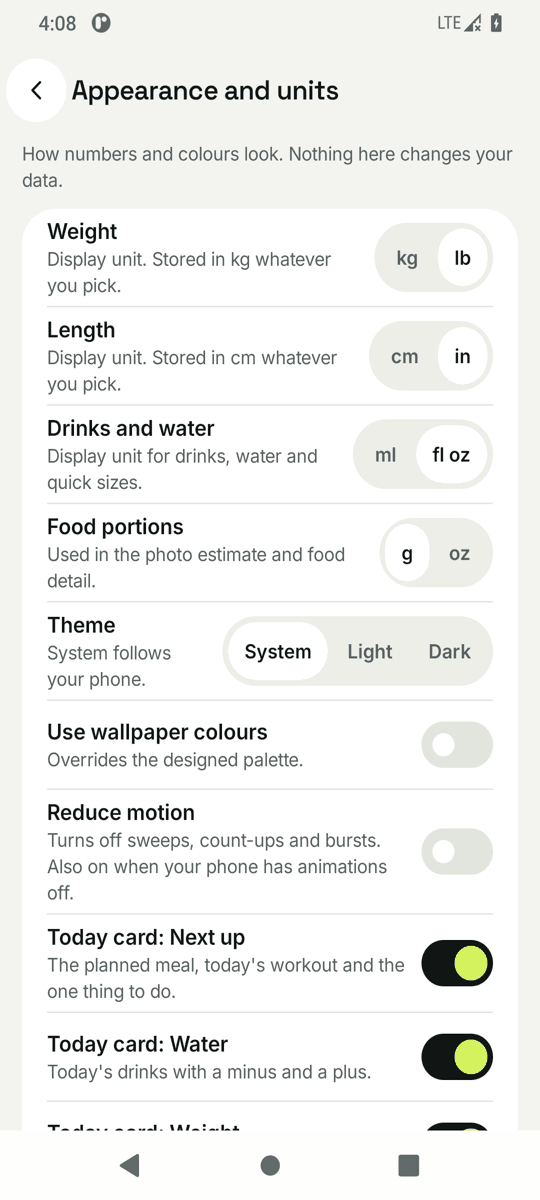 4:08
LTE
Appearance and units
How numbers and colours look. Nothing here changes your
data.
Weight
Display unit. Stored in kg whatever
you pick.
kg lb
Length
Display unit. Stored in cm whatever
you pick.
cm in
Drinks and water
Display unit for drinks, water and
quick sizes.
ml fl oz
Food portions
Used in the photo estimate and food
detail.
g oz
Theme
System follows
your phone.
System Light Dark
Use wallpaper colours
Overrides the designed palette.
Reduce motion
Turns off sweeps, count-ups and bursts.
Also on when your phone has animations
off.
Today card: Next up
The planned meal, today's workout and the
one thing to do.
Today card: Water
Today's drinks with a minus and a plus.
Today card: Weight